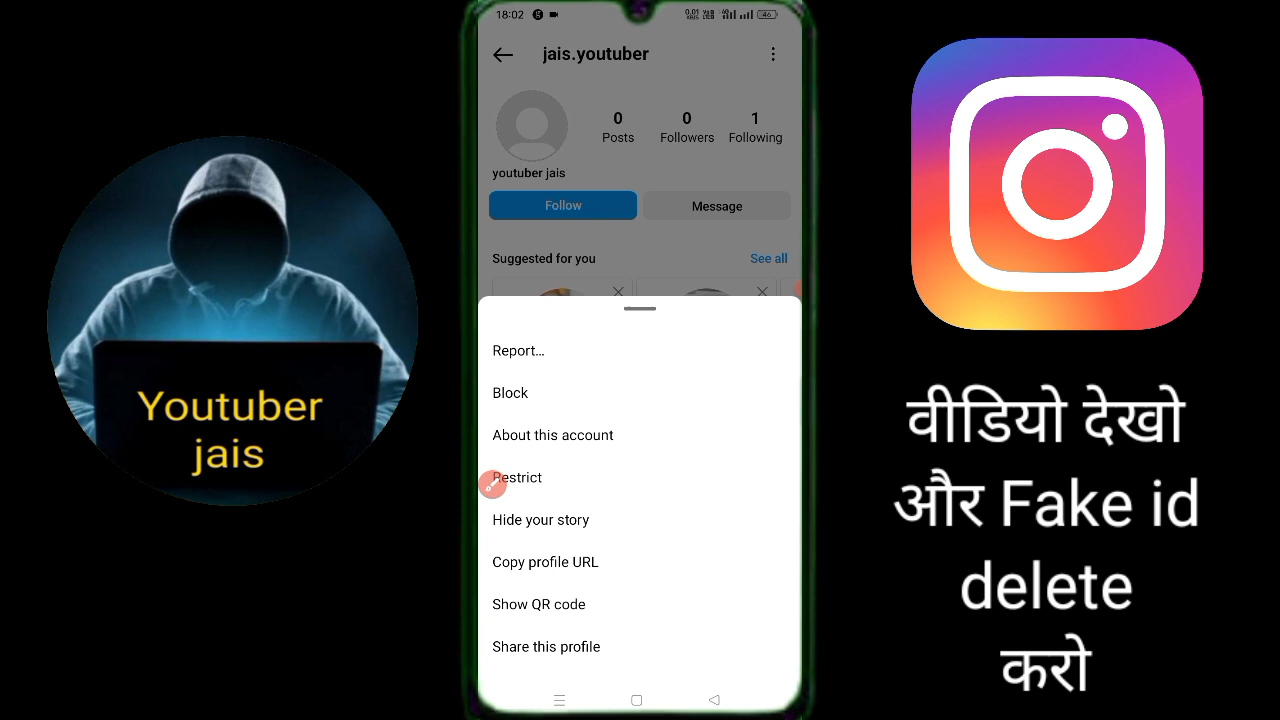 Youtuber
jais
18:02
46
jais.youtuber
0 0 1
Posts Followers Following
youtuber jais
Follow Message
Suggested for you See all
Report...
Block
About this account
Restrict
Hide your story
Copy profile URL
Show QR code
Share this profile
वीडियो देखो
और Fake id
delete
करो